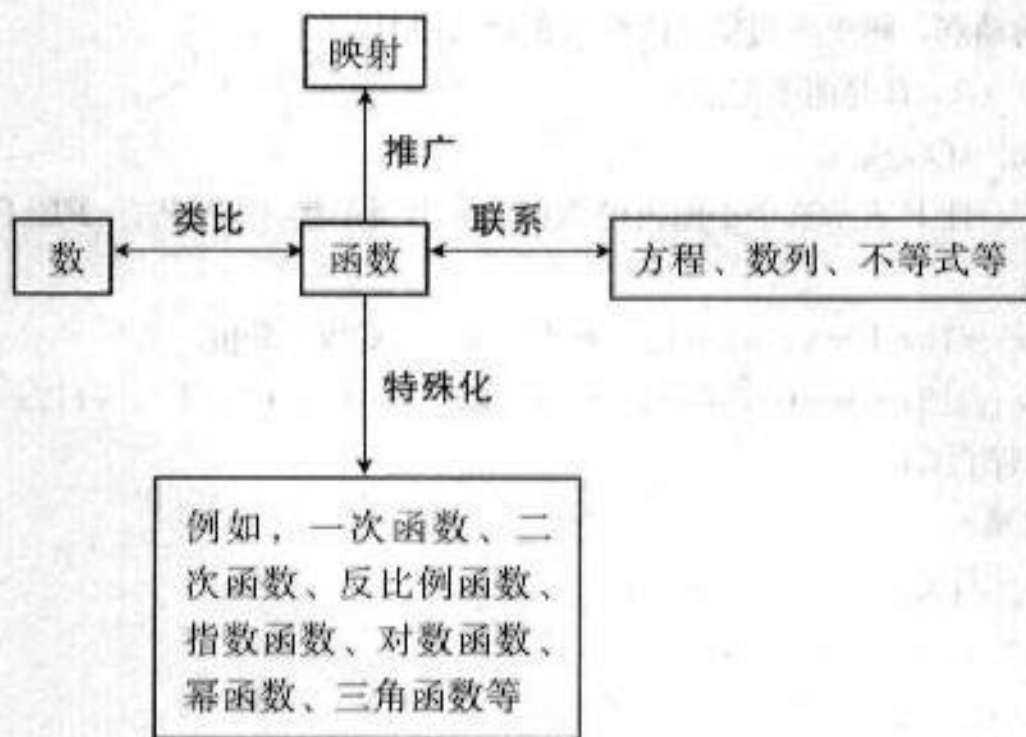 映射
推广
类比
联系
数
函数
方程、数列、不等式等
特殊化
例如，一次函数、二
次函数、反比例函数、
指数函数、对数函数、
幂函数、三角函数等